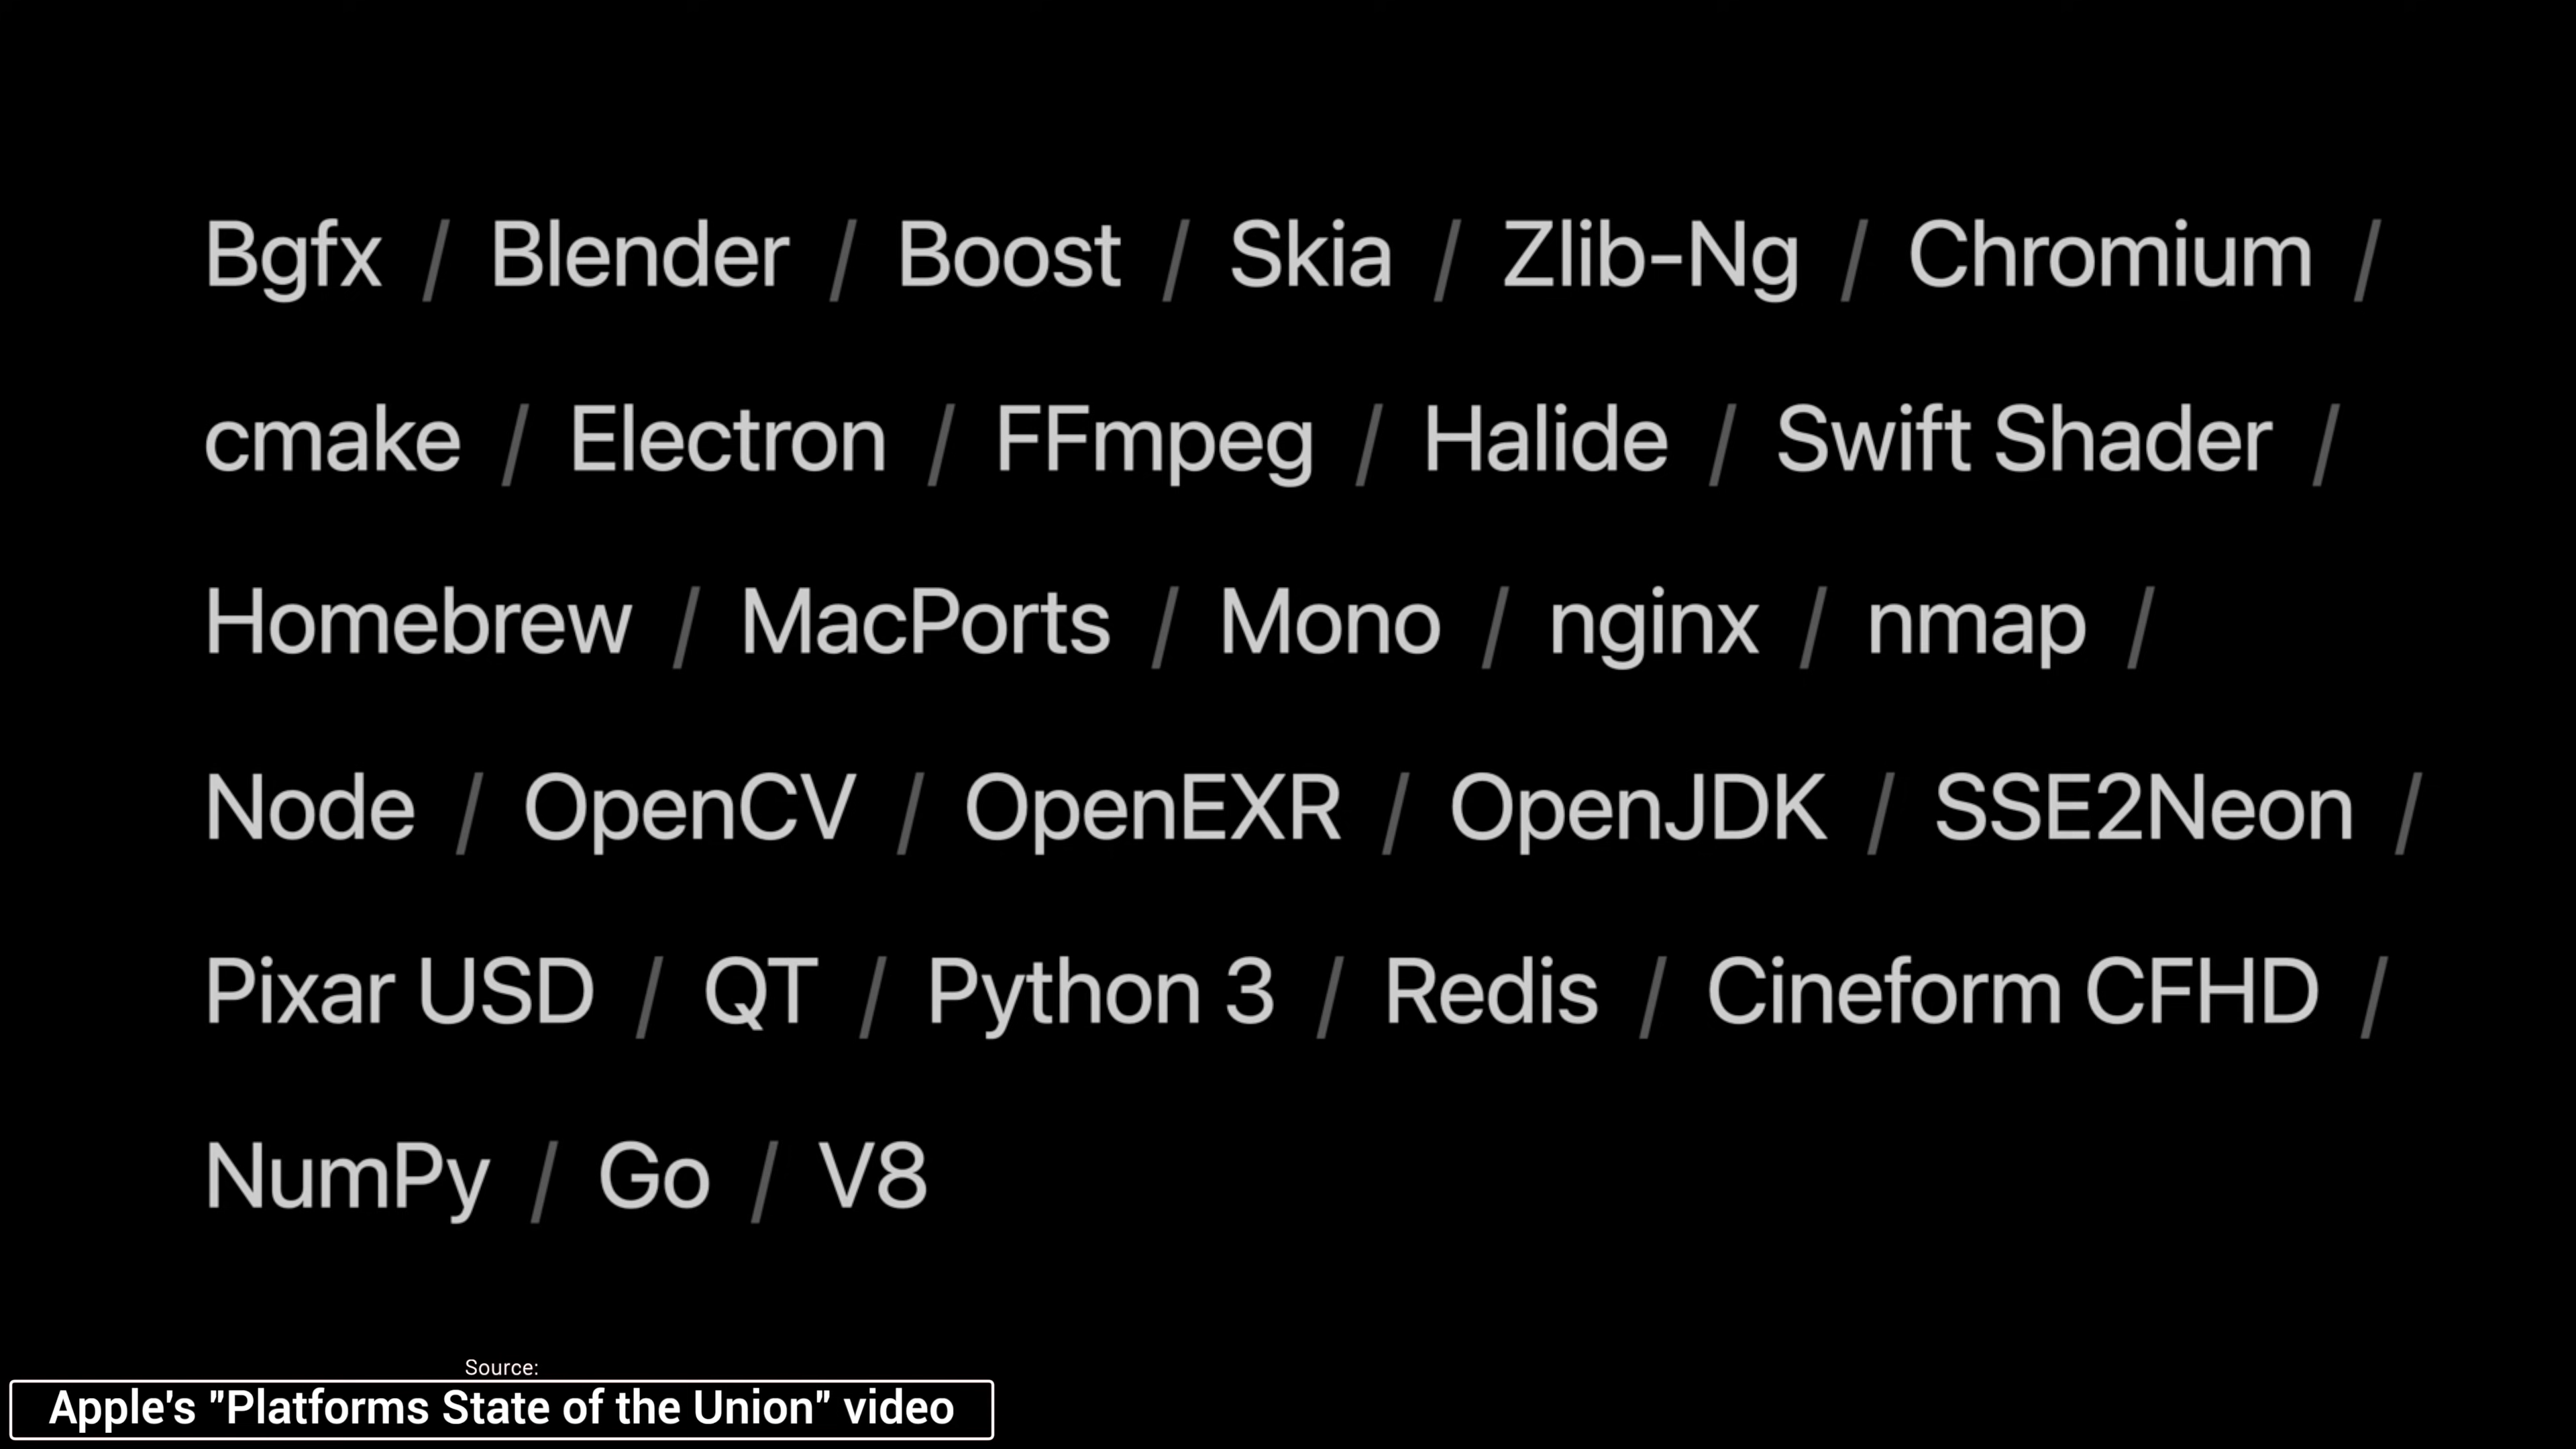 Bgfx / Blender / Boost / Skia / Zlib-Ng / Chromium /
cmake / Electron / FFmpeg / Halide / Swift Shader /
Homebrew / MacPorts / Mono / nginx / nmap /
Node / OpenCV / OpenEXR / OpenJDK / SSE2Neon /
Pixar USD / QT / Python 3 / Redis / Cineform CFHD /
NumPy / Go / V8
Source:
Apple's "Platforms State of the Union" video